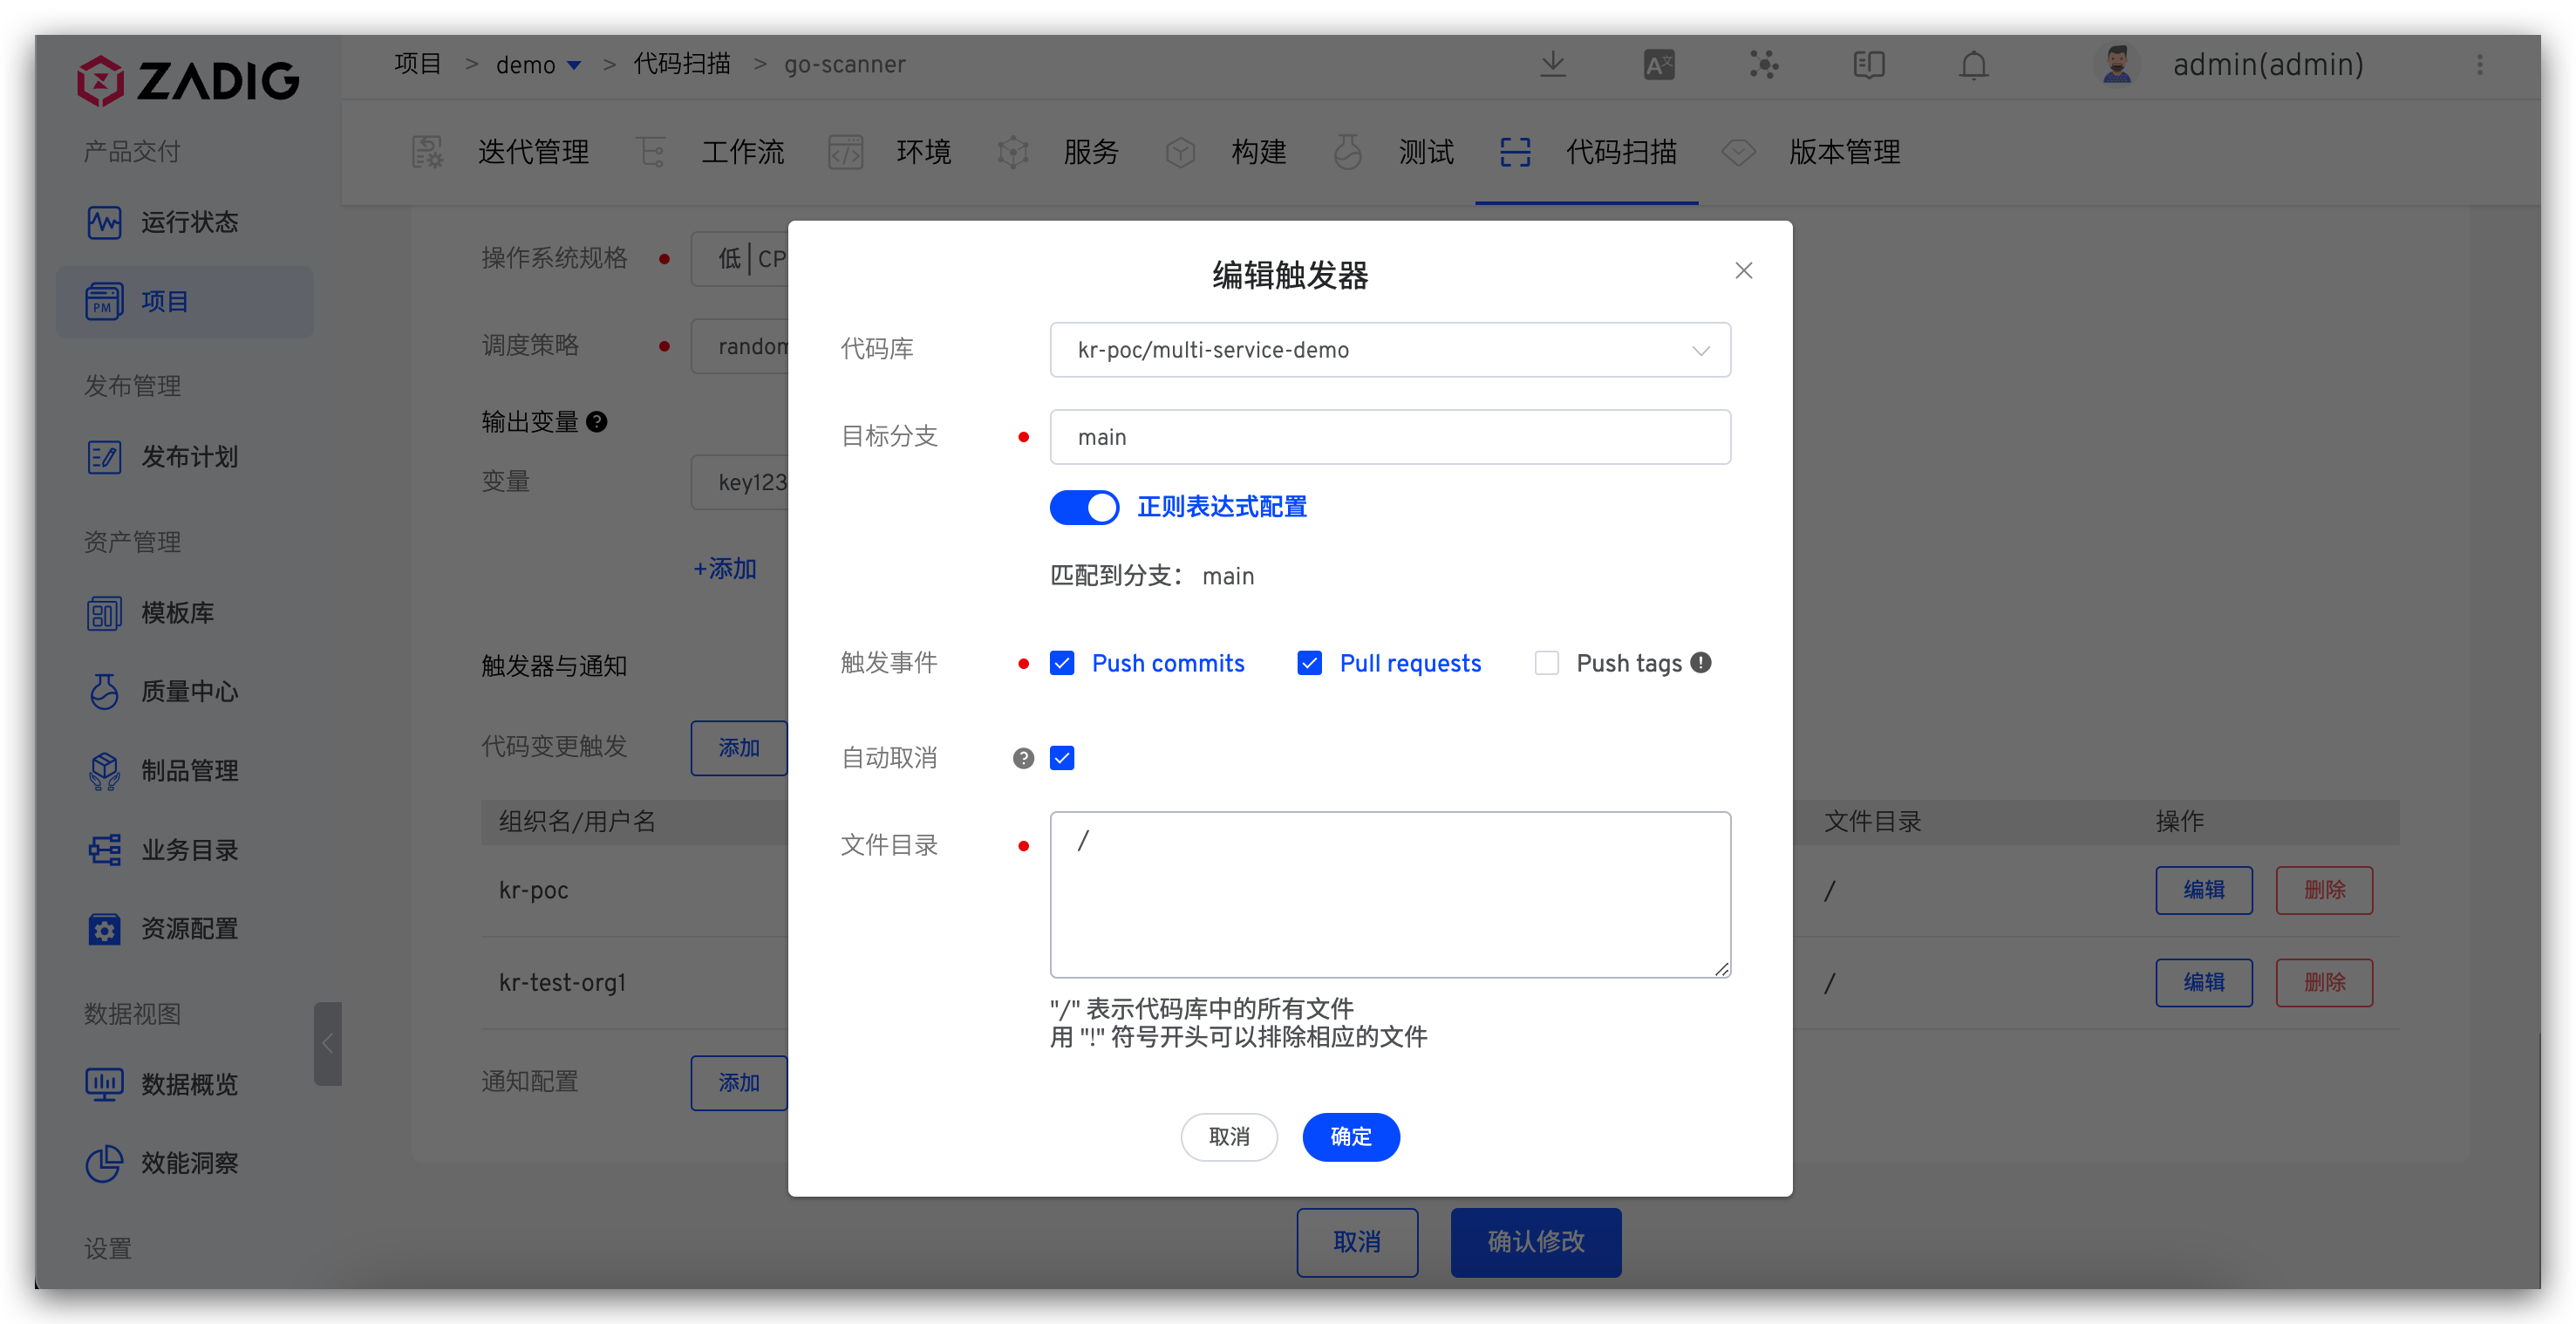 ZADIG
项目 > demo > 代码扫描 > go-scanner
admin(admin)
迭代管理 工作流 环境 服务 构建 测试 代码扫描 版本管理
产品交付
运行状态
PM 项目
发布管理
发布计划
资产管理
模板库
质量中心
制品管理
业务目录
资源配置
数据视图
数据概览
效能洞察
设置
操作系统规格 低 | CP
调度策略 random
输出变量 ?
变量 key123
+添加
触发器与通知
代码变更触发 添加
组织名/用户名 文件目录 操作
kr-poc / 编辑 删除
kr-test-org1 / 编辑 删除
通知配置 添加
取消 确认修改
编辑触发器
代码库 kr-poc/multi-service-demo
目标分支 main
正则表达式配置
匹配到分支： main
触发事件 Push commits Pull requests Push tags !
自动取消 ?
文件目录 /
"/" 表示代码库中的所有文件
用 "!" 符号开头可以排除相应的文件
取消 确定